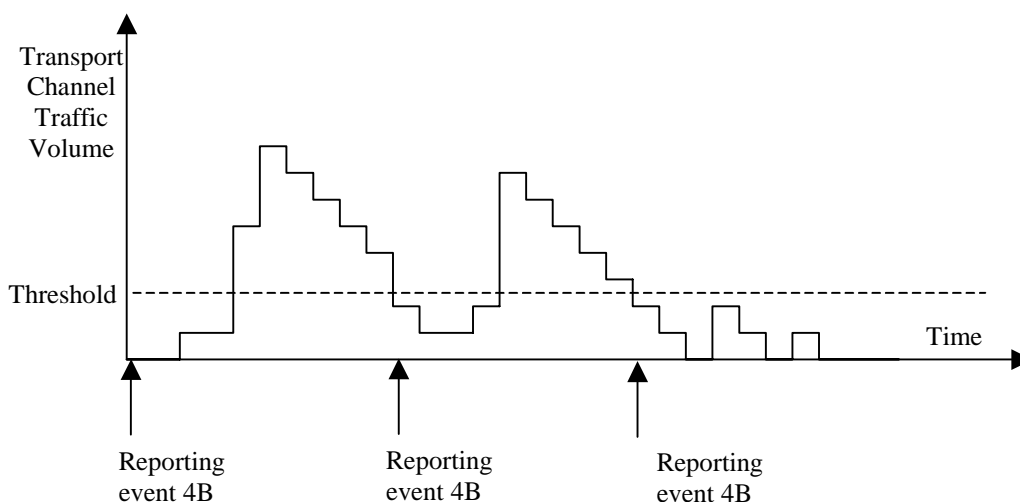 Transport
Channel
Traffic
Volume
Threshold
Time
Reporting
event 4B
Reporting
event 4B
Reporting
event 4B